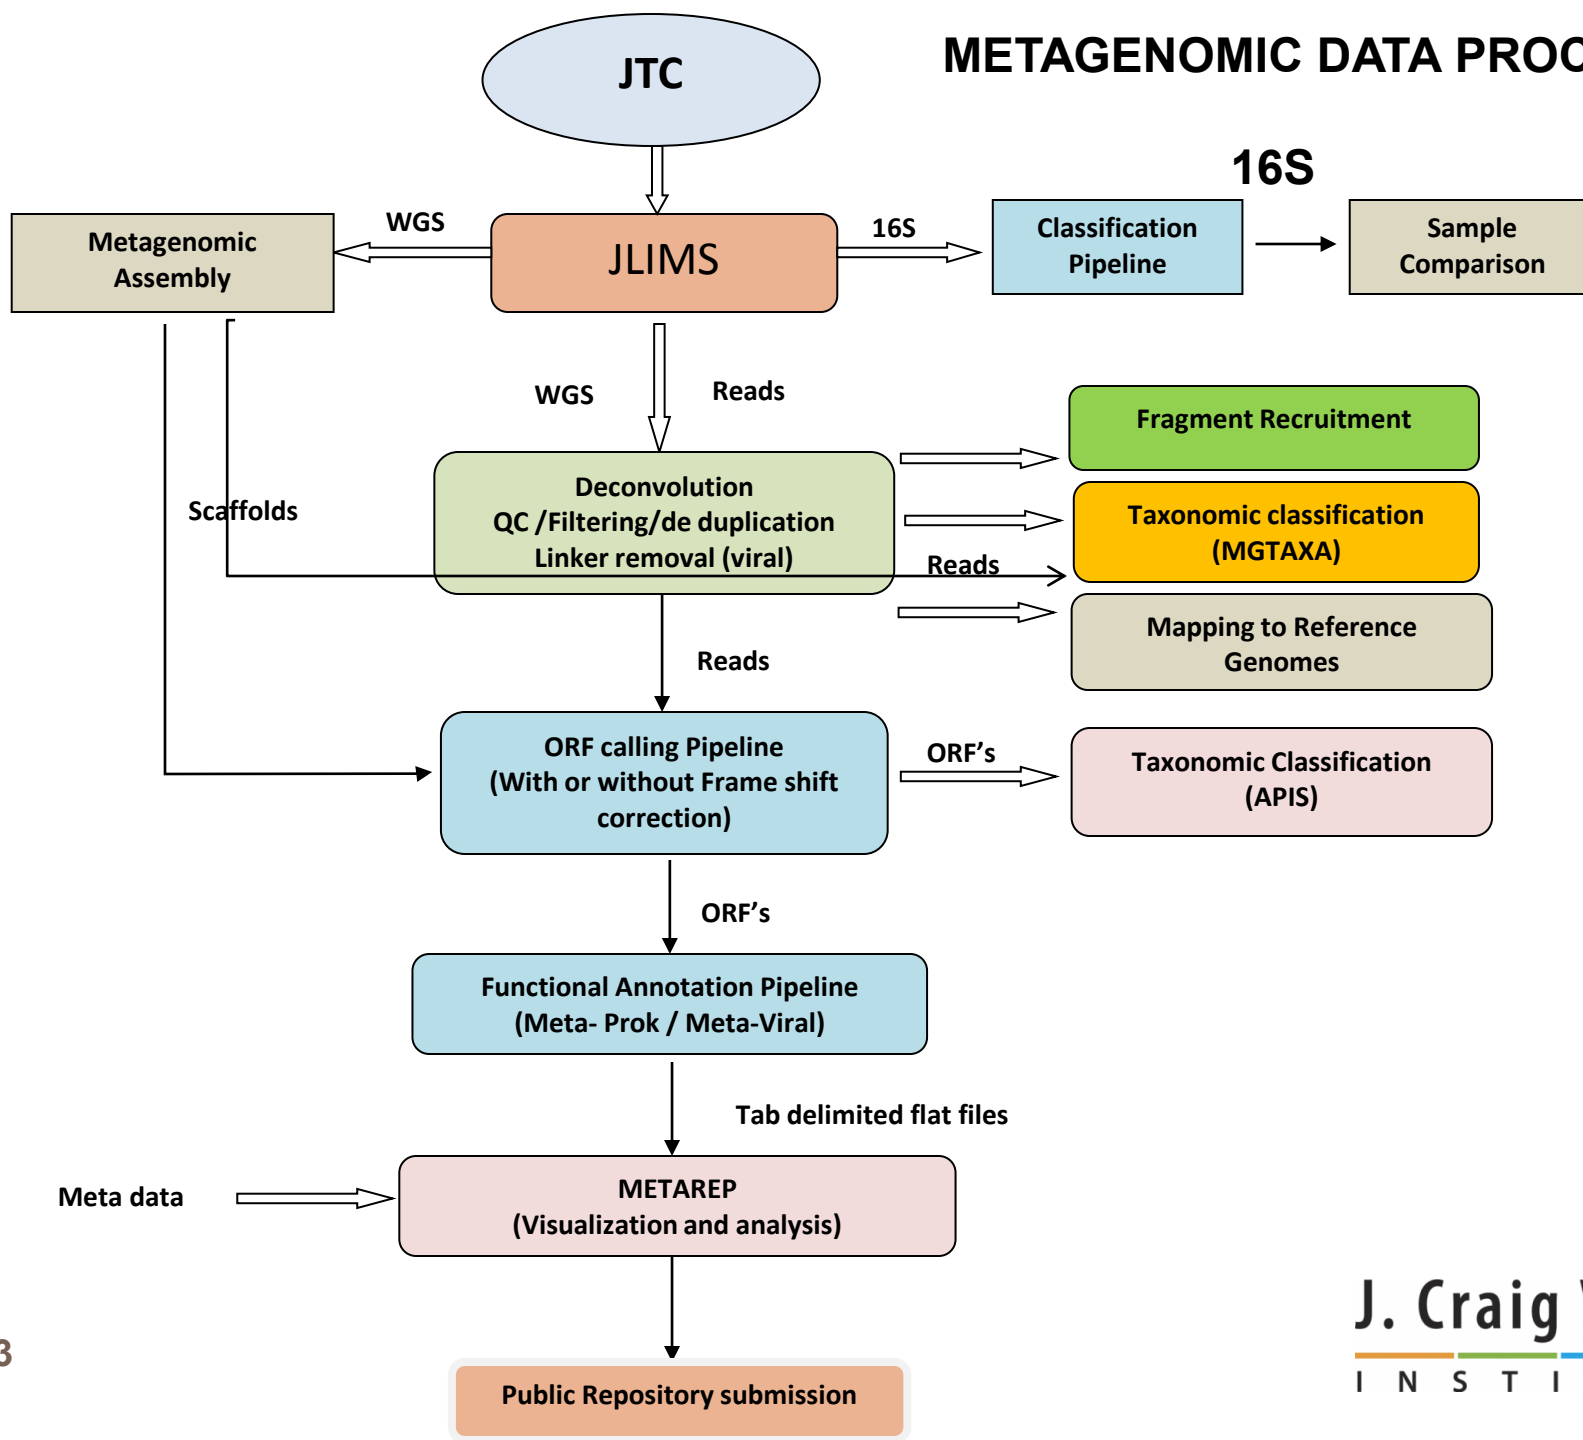 JTC
METAGENOMIC DATA PROC
16S
WGS
16S
Metagenomic
Assembly
JLIMS
Classification
Pipeline
Sample
Comparison
WGS
Reads
Fragment Recruitment
Scaffolds
Deconvolution
QC /Filtering/de duplication
Linker removal (viral)
Taxonomic classification
(MGTAXA)
Reads
Mapping to Reference
Genomes
Reads
ORF calling Pipeline
(With or without Frame shift
correction)
ORF's
Taxonomic Classification
(APIS)
ORF's
Functional Annotation Pipeline
(Meta- Prok / Meta-Viral)
Tab delimited flat files
Meta data
METAREP
(Visualization and analysis)
Public Repository submission
3
J. Craig
INSTI